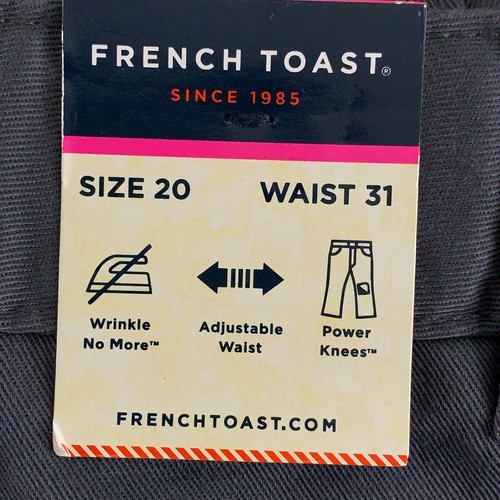 FRENCH TOAST®
SINCE 1985
SIZE 20 WAIST 31
Wrinkle
No More™
Adjustable
Waist
Power
Knees™
FRENCHTOAST.COM